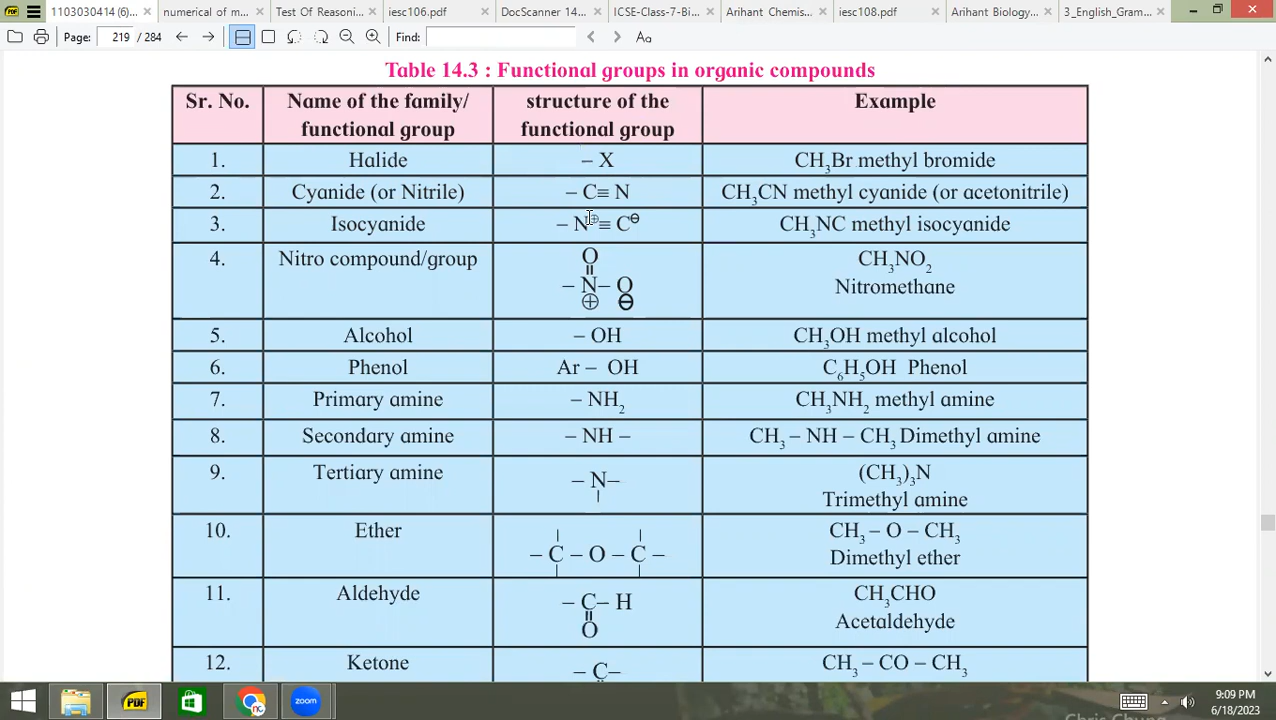 1103030414 (6)... numerical of m... Test Of Reasoni... iesc106.pdf DocScanner 14... ICSE-Class-7-Bi... Arihant Chemis... iesc108.pdf Arihant Biology... 3_English_Gram...
Page: 219 / 284 Find: Aa
Table 14.3 : Functional groups in organic compounds
Sr. No. Name of the family/ functional group structure of the functional group Example
1. Halide – X CH₃Br methyl bromide
2. Cyanide (or Nitrile) – C≡ N CH₃CN methyl cyanide (or acetonitrile)
3. Isocyanide – N⊕ ≡ C⊖ CH₃NC methyl isocyanide
4. Nitro compound/group O CH₃NO₂
– N – O Nitromethane
⊕ ⊖
5. Alcohol – OH CH₃OH methyl alcohol
6. Phenol Ar – OH C₆H₅OH Phenol
7. Primary amine – NH₂ CH₃NH₂ methyl amine
8. Secondary amine – NH – CH₃ – NH – CH₃ Dimethyl amine
9. Tertiary amine – N– (CH₃)₃N
Trimethyl amine
10. Ether – C – O – C – CH₃ – O – CH₃
Dimethyl ether
11. Aldehyde – C – H CH₃CHO
O Acetaldehyde
12. Ketone – C – CH₃ – CO – CH₃
PDF zoom 9:09 PM
6/18/2023